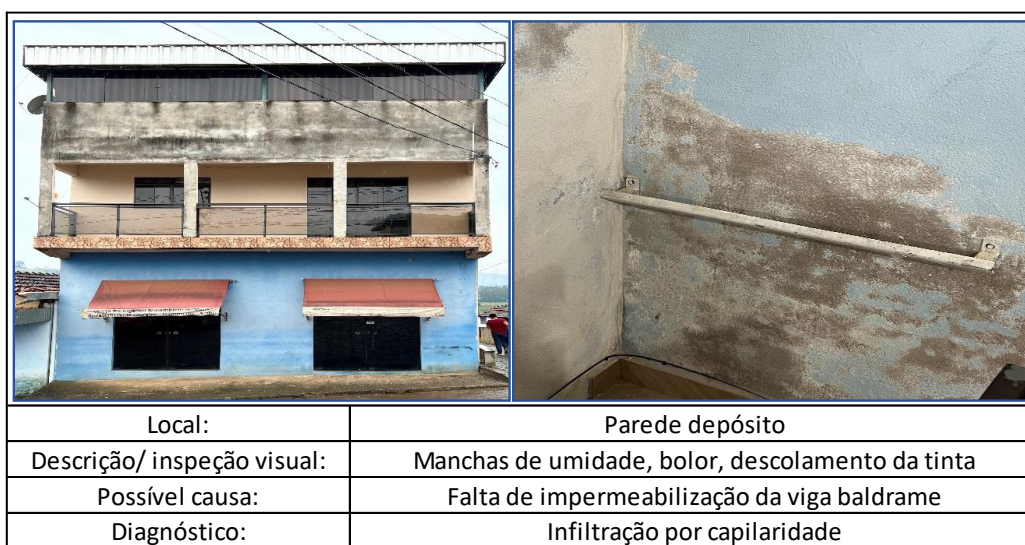 Local: Parede depósito
Descrição/ inspeção visual: Manchas de umidade, bolor, descolamento da tinta
Possível causa: Falta de impermeabilização da viga baldrame
Diagnóstico: Infiltração por capilaridade